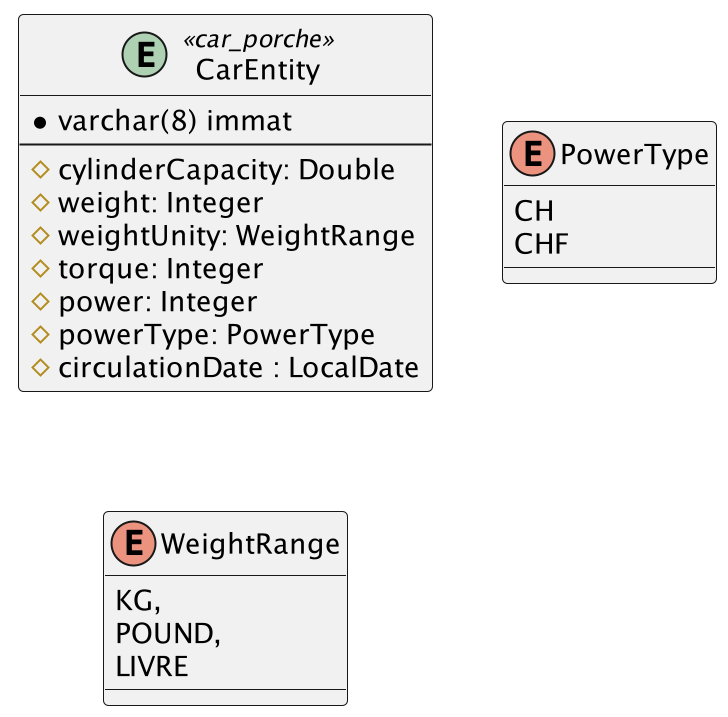 E
«car_porche»
CarEntity
varchar(8) immat
cylinderCapacity: Double
weight: Integer
weightUnity: WeightRange
torque: Integer
power: Integer
powerType: PowerType
circulationDate : LocalDate
E PowerType
CH
CHF
E WeightRange
KG,
POUND,
LIVRE